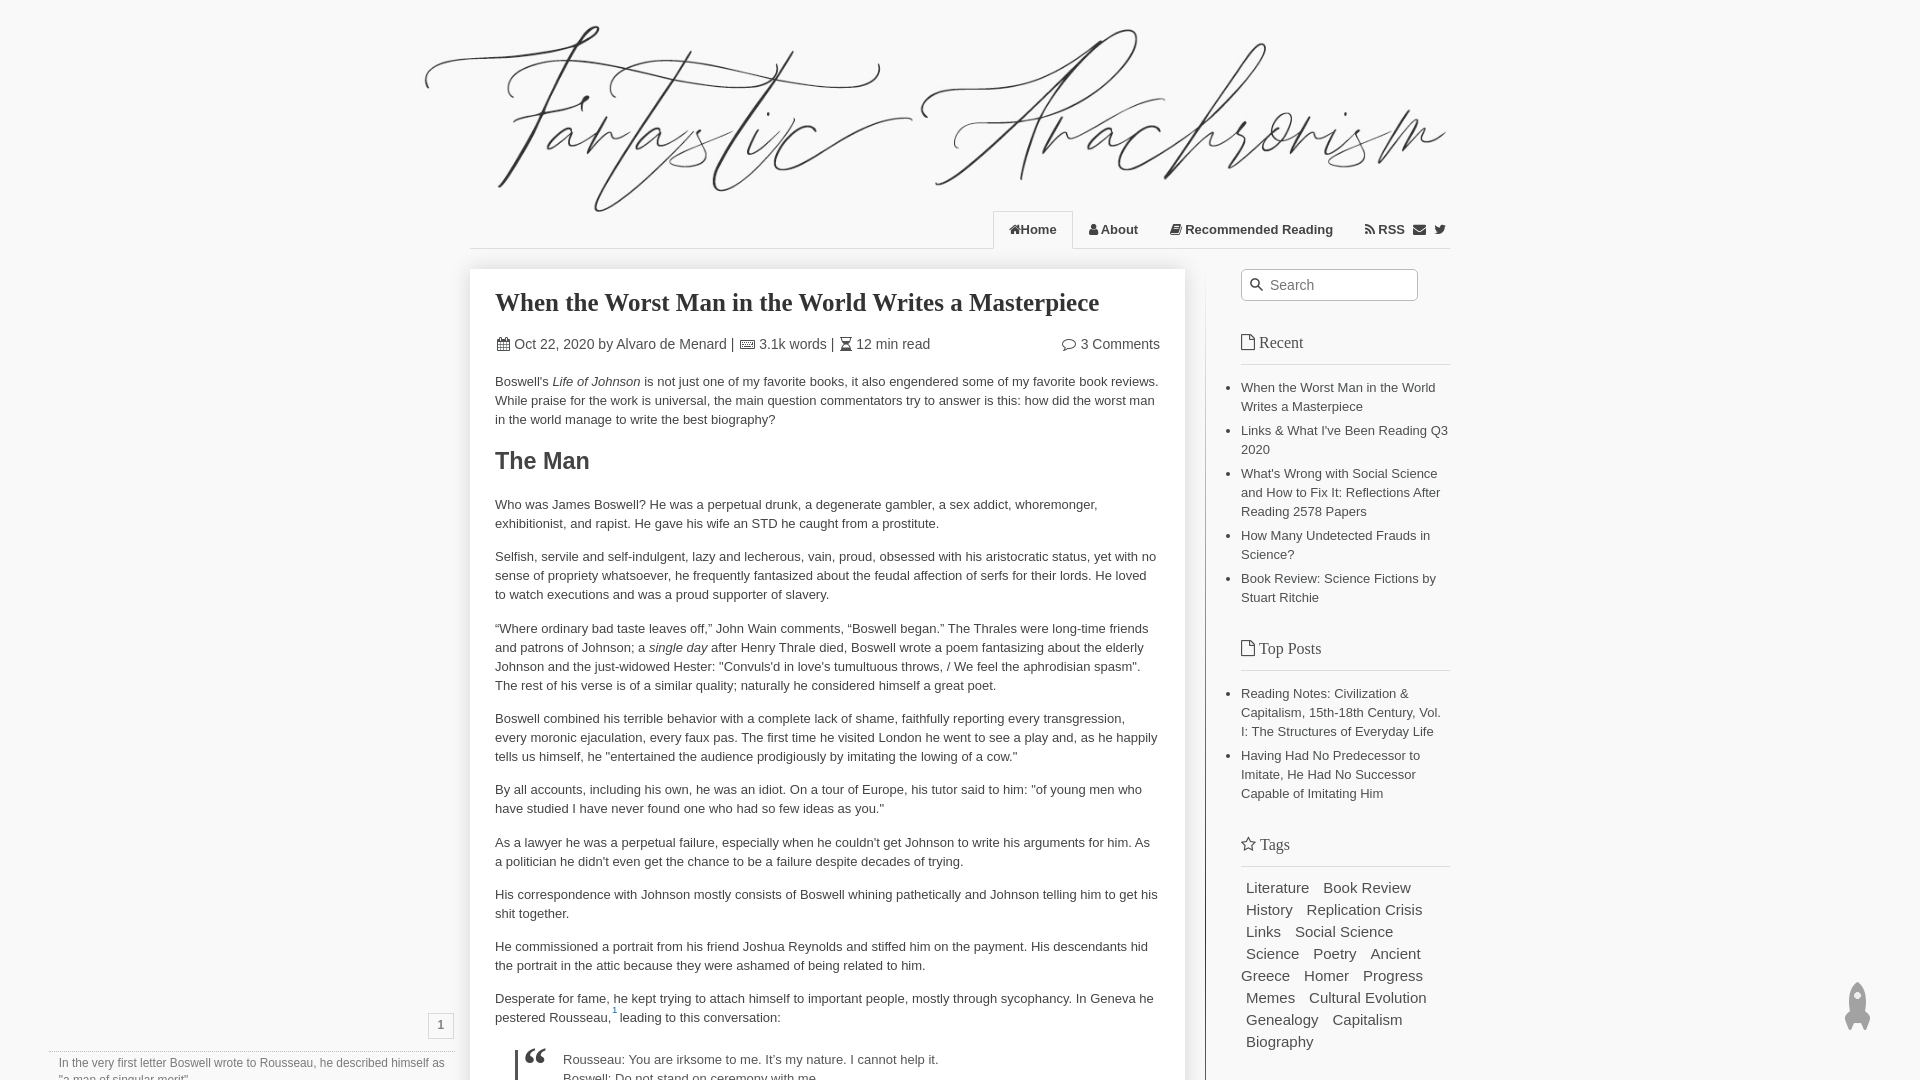 Fantastic Anachronism
Home
About
Recommended Reading
RSS
When the Worst Man in the World Writes a Masterpiece
Oct 22, 2020 by Alvaro de Menard | 3.1k words | 12 min read
3 Comments
Boswell's Life of Johnson is not just one of my favorite books, it also engendered some of my favorite book reviews.
While praise for the work is universal, the main question commentators try to answer is this: how did the worst man
in the world manage to write the best biography?
The Man
Who was James Boswell? He was a perpetual drunk, a degenerate gambler, a sex addict, whoremonger,
exhibitionist, and rapist. He gave his wife an STD he caught from a prostitute.
Selfish, servile and self-indulgent, lazy and lecherous, vain, proud, obsessed with his aristocratic status, yet with no
sense of propriety whatsoever, he frequently fantasized about the feudal affection of serfs for their lords. He loved
to watch executions and was a proud supporter of slavery.
“Where ordinary bad taste leaves off,” John Wain comments, “Boswell began.” The Thrales were long-time friends
and patrons of Johnson; a single day after Henry Thrale died, Boswell wrote a poem fantasizing about the elderly
Johnson and the just-widowed Hester: "Convuls'd in love's tumultuous throws, / We feel the aphrodisian spasm".
The rest of his verse is of a similar quality; naturally he considered himself a great poet.
Boswell combined his terrible behavior with a complete lack of shame, faithfully reporting every transgression,
every moronic ejaculation, every faux pas. The first time he visited London he went to see a play and, as he happily
tells us himself, he "entertained the audience prodigiously by imitating the lowing of a cow."
By all accounts, including his own, he was an idiot. On a tour of Europe, his tutor said to him: "of young men who
have studied I have never found one who had so few ideas as you."
As a lawyer he was a perpetual failure, especially when he couldn't get Johnson to write his arguments for him. As
a politician he didn't even get the chance to be a failure despite decades of trying.
His correspondence with Johnson mostly consists of Boswell whining pathetically and Johnson telling him to get his
shit together.
He commissioned a portrait from his friend Joshua Reynolds and stiffed him on the payment. His descendants hid
the portrait in the attic because they were ashamed of being related to him.
Desperate for fame, he kept trying to attach himself to important people, mostly through sycophancy. In Geneva he
pestered Rousseau,1 leading to this conversation:
“
Rousseau: You are irksome to me. It’s my nature. I cannot help it.
Boswell: Do not stand on ceremony with me.
1
In the very first letter Boswell wrote to Rousseau, he described himself as
"a man of singular merit".
Search
Recent
When the Worst Man in the World
Writes a Masterpiece
Links & What I've Been Reading Q3
2020
What's Wrong with Social Science
and How to Fix It: Reflections After
Reading 2578 Papers
How Many Undetected Frauds in
Science?
Book Review: Science Fictions by
Stuart Ritchie
Top Posts
Reading Notes: Civilization &
Capitalism, 15th-18th Century, Vol.
I: The Structures of Everyday Life
Having Had No Predecessor to
Imitate, He Had No Successor
Capable of Imitating Him
Tags
Literature Book Review
History Replication Crisis
Links Social Science
Science Poetry Ancient
Greece Homer Progress
Memes Cultural Evolution
Genealogy Capitalism
Biography